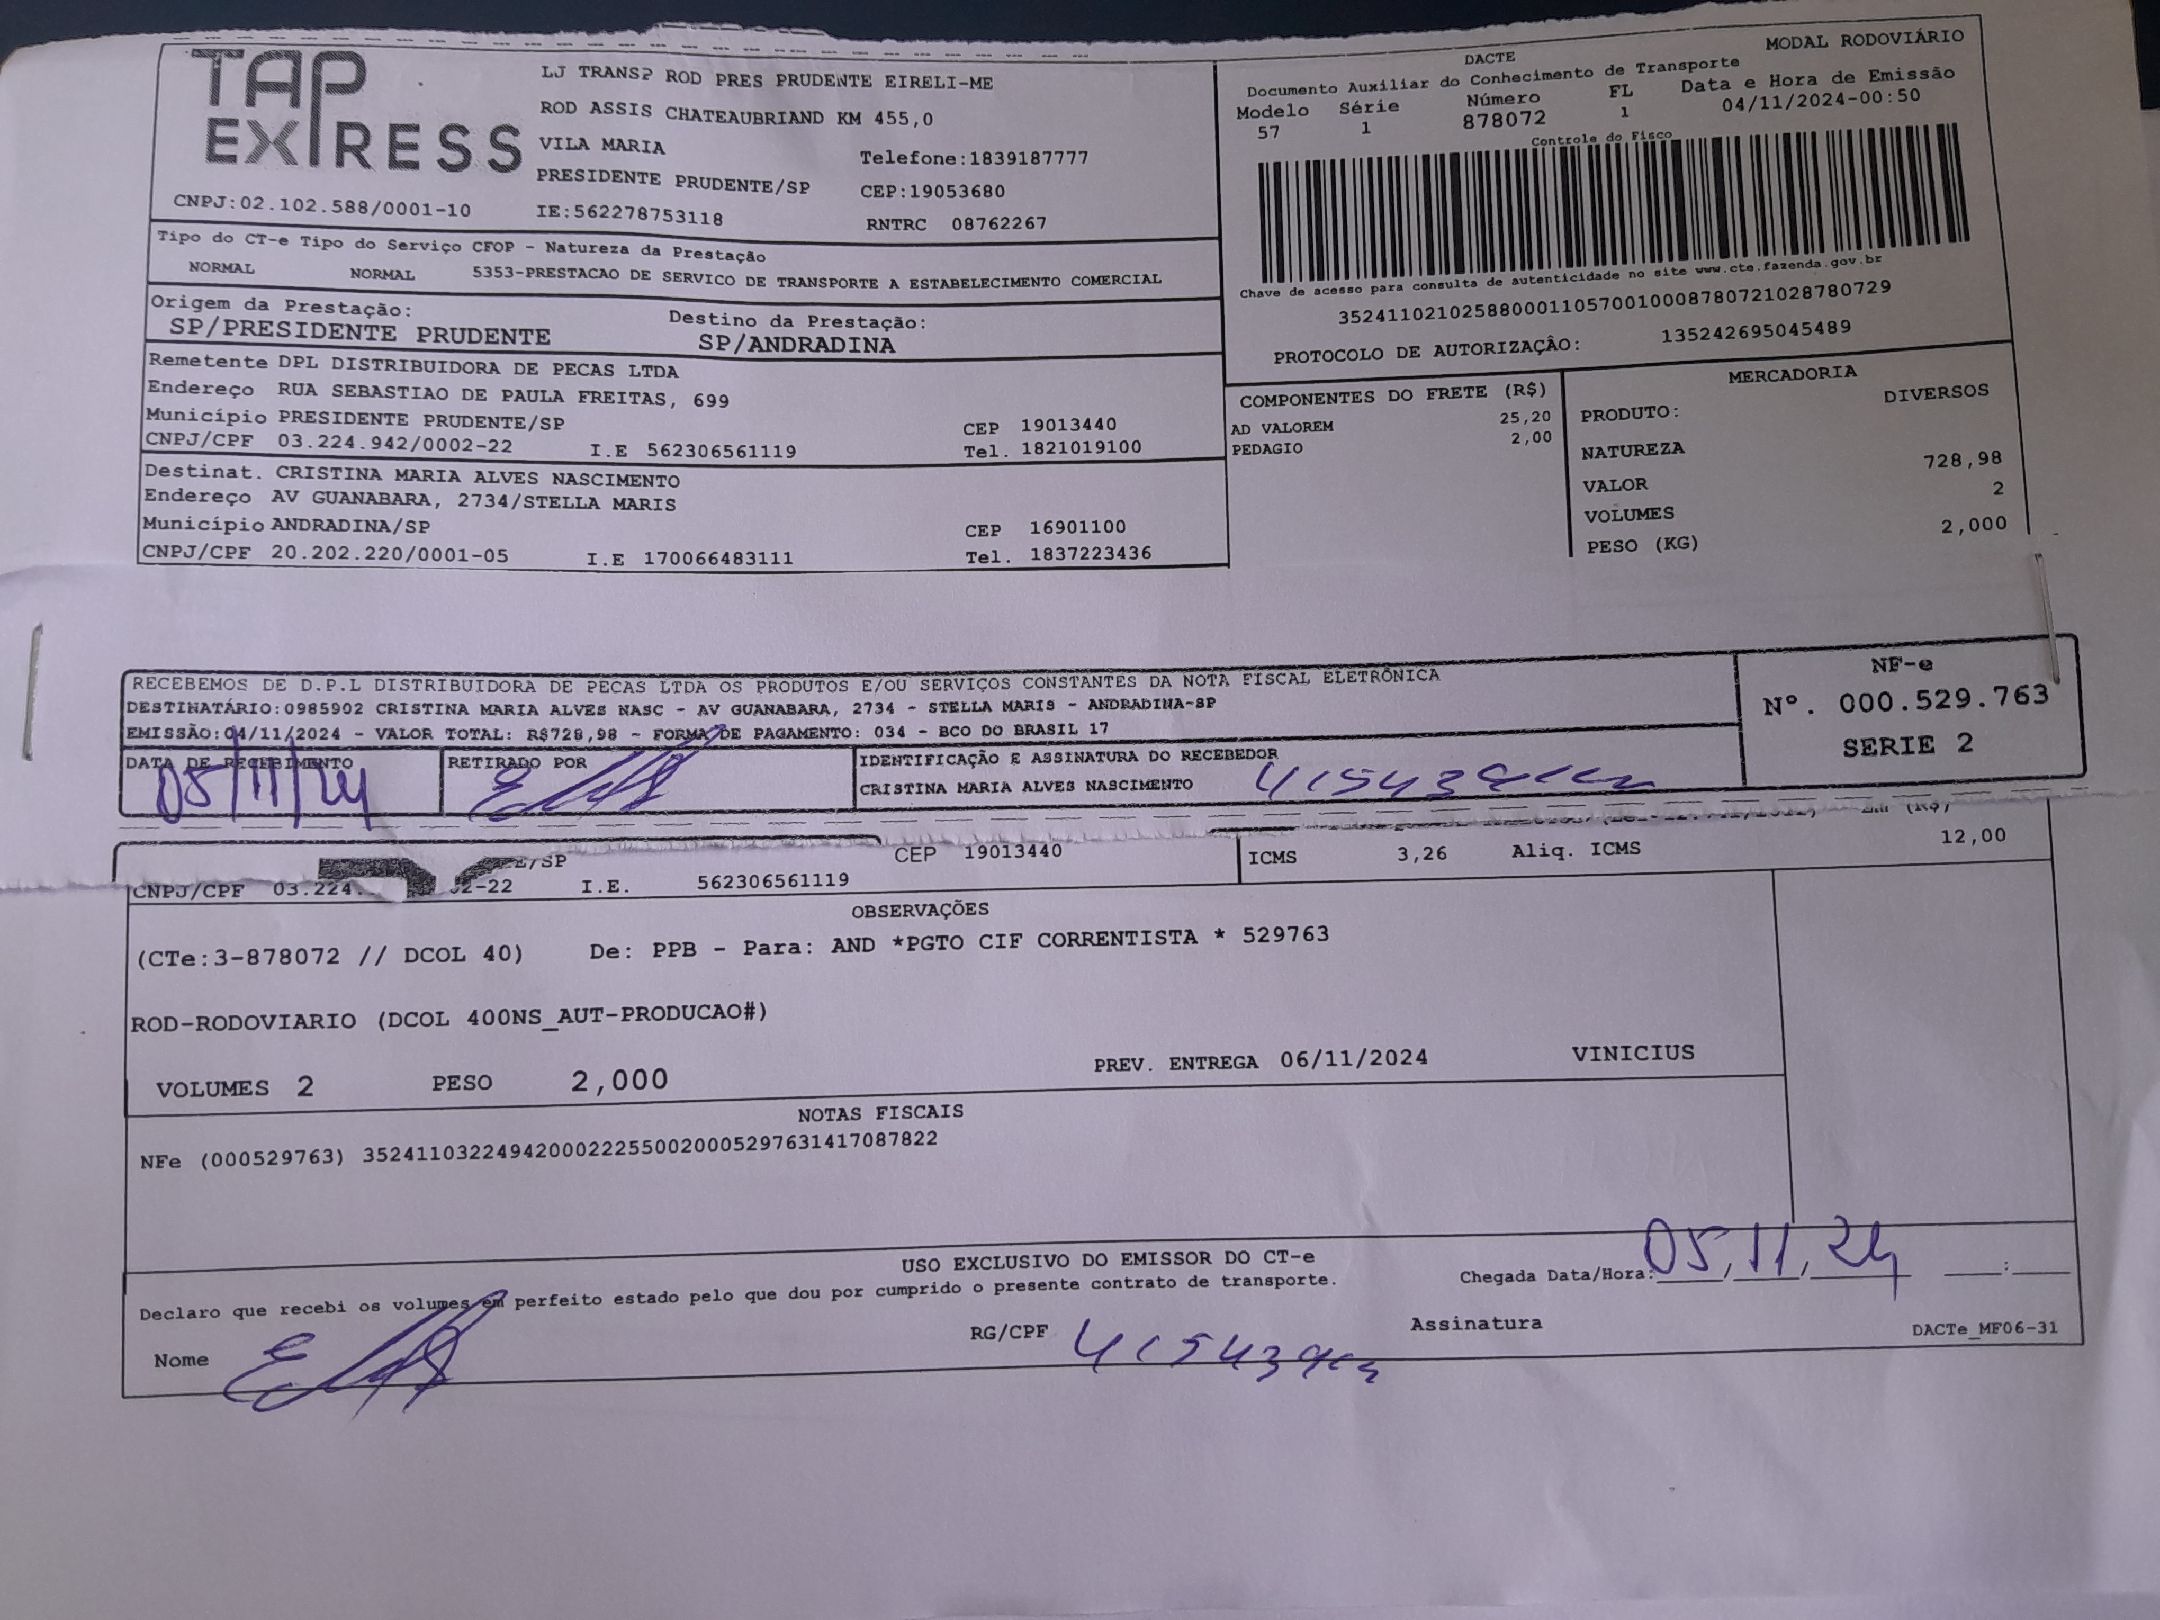 TAP EXPRESS
LJ TRANSP ROD PRES PRUDENTE EIRELI-ME
ROD ASSIS CHATEAUBRIAND KM 455,0
VILA MARIA Telefone:1839187777
PRESIDENTE PRUDENTE/SP CEP:19053680
CNPJ:02.102.588/0001-10 IE:562278753118 RNTRC 08762267
Tipo do CT-e Tipo do Serviço CFOP - Natureza da Prestação
NORMAL NORMAL 5353-PRESTACAO DE SERVICO DE TRANSPORTE A ESTABELECIMENTO COMERCIAL
Origem da Prestação: Destino da Prestação:
SP/PRESIDENTE PRUDENTE SP/ANDRADINA
Remetente DPL DISTRIBUIDORA DE PECAS LTDA
Endereço RUA SEBASTIAO DE PAULA FREITAS, 699
Município PRESIDENTE PRUDENTE/SP CEP 19013440
CNPJ/CPF 03.224.942/0002-22 I.E 562306561119 Tel. 1821019100
Destinat. CRISTINA MARIA ALVES NASCIMENTO
Endereço AV GUANABARA, 2734/STELLA MARIS
Município ANDRADINA/SP CEP 16901100
CNPJ/CPF 20.202.220/0001-05 I.E 170066483111 Tel. 1837223436
DACTE MODAL RODOVIÁRIO
Documento Auxiliar do Conhecimento de Transporte
Modelo Série Número FL Data e Hora de Emissão
57 1 878072 1 04/11/2024-00:50
Controle do Fisco
Chave de acesso para consulta de autenticidade no site www.cte.fazenda.gov.br
35241102102588000110570010008780721028780729
PROTOCOLO DE AUTORIZAÇÂO: 135242695045489
COMPONENTES DO FRETE (R$)
AD VALOREM 25,20
PEDAGIO 2,00
MERCADORIA
PRODUTO: DIVERSOS
NATUREZA
VALOR 728,98
VOLUMES 2
PESO (KG) 2,000
RECEBEMOS DE D.P.L DISTRIBUIDORA DE PECAS LTDA OS PRODUTOS E/OU SERVIÇOS CONSTANTES DA NOTA FISCAL ELETRÔNICA
DESTINATÁRIO:0985902 CRISTINA MARIA ALVES NASC - AV GUANABARA, 2734 - STELLA MARIS - ANDRADINA-SP
EMISSÃO:04/11/2024 - VALOR TOTAL: R$728,98 - FORMA DE PAGAMENTO: 034 - BCO DO BRASIL 17
DATA DE RECEBIMENTO RETIRADO POR IDENTIFICAÇÃO E ASSINATURA DO RECEBEDOR
05/11/24 CRISTINA MARIA ALVES NASCIMENTO
NF-e
Nº. 000.529.763
SERIE 2
E/SP CEP 19013440 ICMS 3,26 Aliq. ICMS 12,00
CNPJ/CPF 03.224. 02-22 I.E. 562306561119
OBSERVAÇÕES
(CTe:3-878072 // DCOL 40) De: PPB - Para: AND *PGTO CIF CORRENTISTA * 529763
ROD-RODOVIARIO (DCOL 400NS_AUT-PRODUCAO#)
VOLUMES 2 PESO 2,000 PREV. ENTREGA 06/11/2024 VINICIUS
NOTAS FISCAIS
NFe (000529763) 35241103224942000222550020005297631417087822
USO EXCLUSIVO DO EMISSOR DO CT-e
Declaro que recebi os volumes em perfeito estado pelo que dou por cumprido o presente contrato de transporte. Chegada Data/Hora: 05/11/24 :
Nome RG/CPF Assinatura DACTe_MF06-31